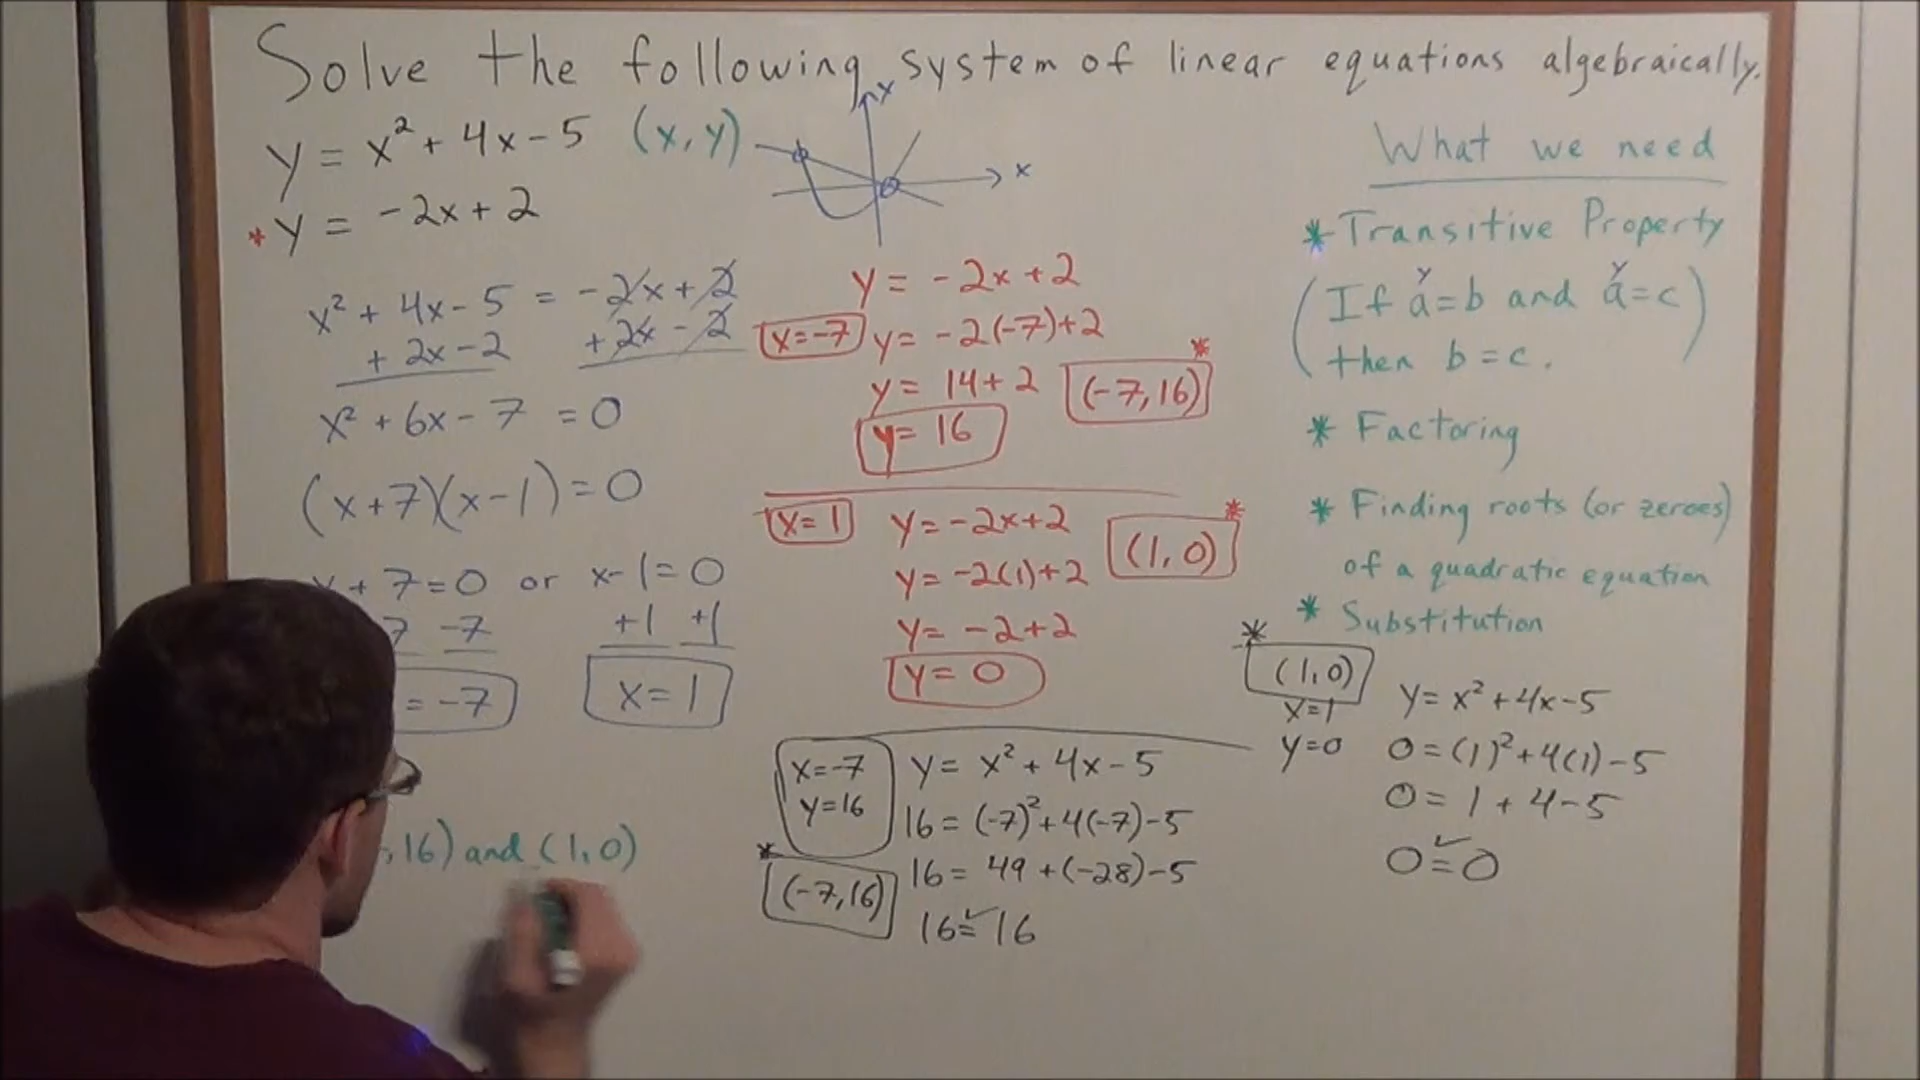 Solve the following system of linear equations algebraically.
y = x² + 4x - 5 (x, y)
* y = -2x + 2
x
x
x² + 4x - 5 = -2x + 2
+ 2x - 2 + 2x - 2
x² + 6x - 7 = 0
(x+7)(x-1) = 0
+ 7 = 0 or x-1 = 0
7 -7 +1 +1
= -7 x = 1
, 16) and (1, 0)
y = -2x + 2
x=-7 y = -2(-7)+2
y = 14 + 2 (-7, 16) *
y = 16
x=1 y = -2x+2 (1, 0) *
y = -2(1)+2
y = -2+2
y = 0
x=-7 y = x² + 4x - 5
y=16 16 = (-7)² + 4(-7) - 5
* (-7, 16) 16 = 49 + (-28) - 5
16 = 16 ✓
What we need
* Transitive Property
y y
(If a = b and a = c
then b = c.)
* Factoring
* Finding roots (or zeroes)
of a quadratic equation
* Substitution
* (1, 0) y = x² + 4x - 5
x=1
y=0 0 = (1)² + 4(1) - 5
0 = 1 + 4 - 5
0 = 0 ✓